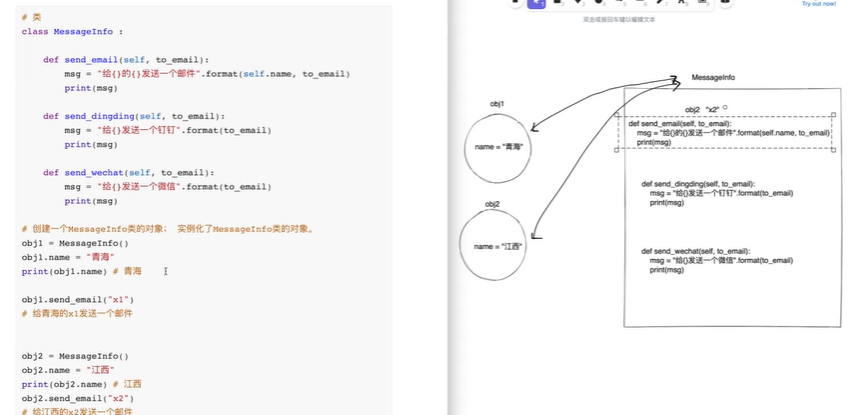 # 类
class MessageInfo :
def send_email(self, to_email):
msg = "给{}的{}发送一个邮件".format(self.name, to_email)
print(msg)
def send_dingding(self, to_email):
msg = "给{}发送一个钉钉".format(to_email)
print(msg)
def send_wechat(self, to_email):
msg = "给{}发送一个微信".format(to_email)
print(msg)
# 创建一个MessageInfo类的对象； 实例化了MessageInfo类的对象。
obj1 = MessageInfo()
obj1.name = "青海"
print(obj1.name) # 青海
obj1.send_email("x1")
# 给青海的x1发送一个邮件
obj2 = MessageInfo()
obj2.name = "江西"
print(obj2.name) # 江西
obj2.send_email("x2")
# 给江西的x2发送一个邮件
Try out now!
双击或按回车键以编辑文本
MessageInfo
obj1
name = "青海"
obj2
name = "江西"
obj2 "x2"
def send_email(self, to_email):
msg = "给{}的{}发送一个邮件".format(self.name, to_email)
print(msg)
def send_dingding(self, to_email):
msg = "给{}发送一个钉钉".format(to_email)
print(msg)
def send_wechat(self, to_email):
msg = "给{}发送一个微信".format(to_email)
print(msg)